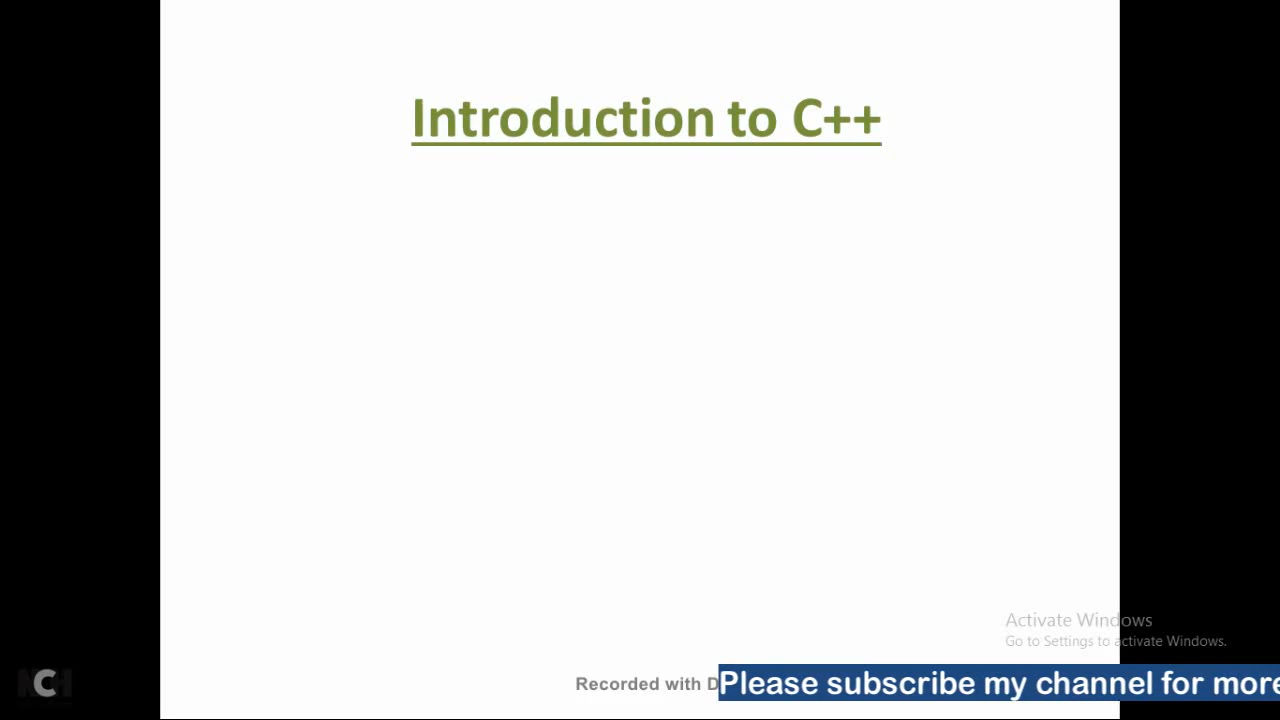 Introduction to C++
Activate Windows
Go to Settings to activate Windows.
Recorded with
Please subscribe my channel for more